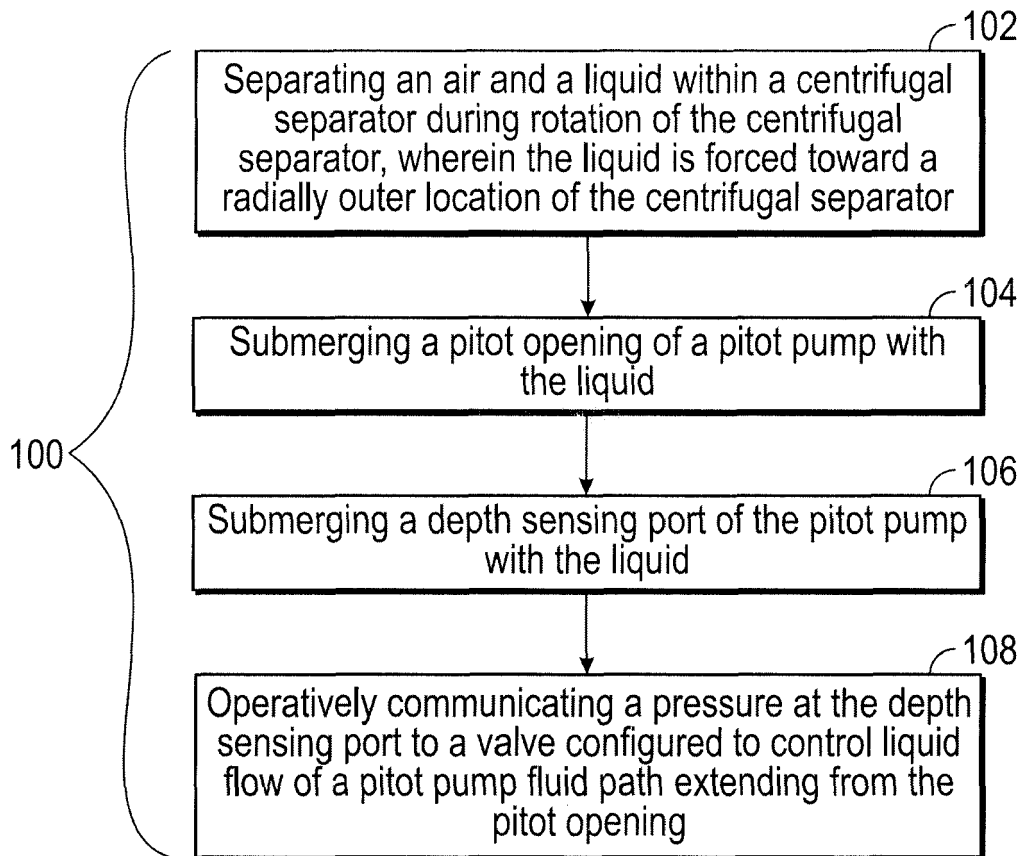 102
Separating an air and a liquid within a centrifugal
separator during rotation of the centrifugal
separator, wherein the liquid is forced toward a
radially outer location of the centrifugal separator
104
Submerging a pitot opening of a pitot pump with
the liquid
100
106
Submerging a depth sensing port of the pitot pump
with the liquid
108
Operatively communicating a pressure at the depth
sensing port to a valve configured to control liquid
flow of a pitot pump fluid path extending from the
pitot opening